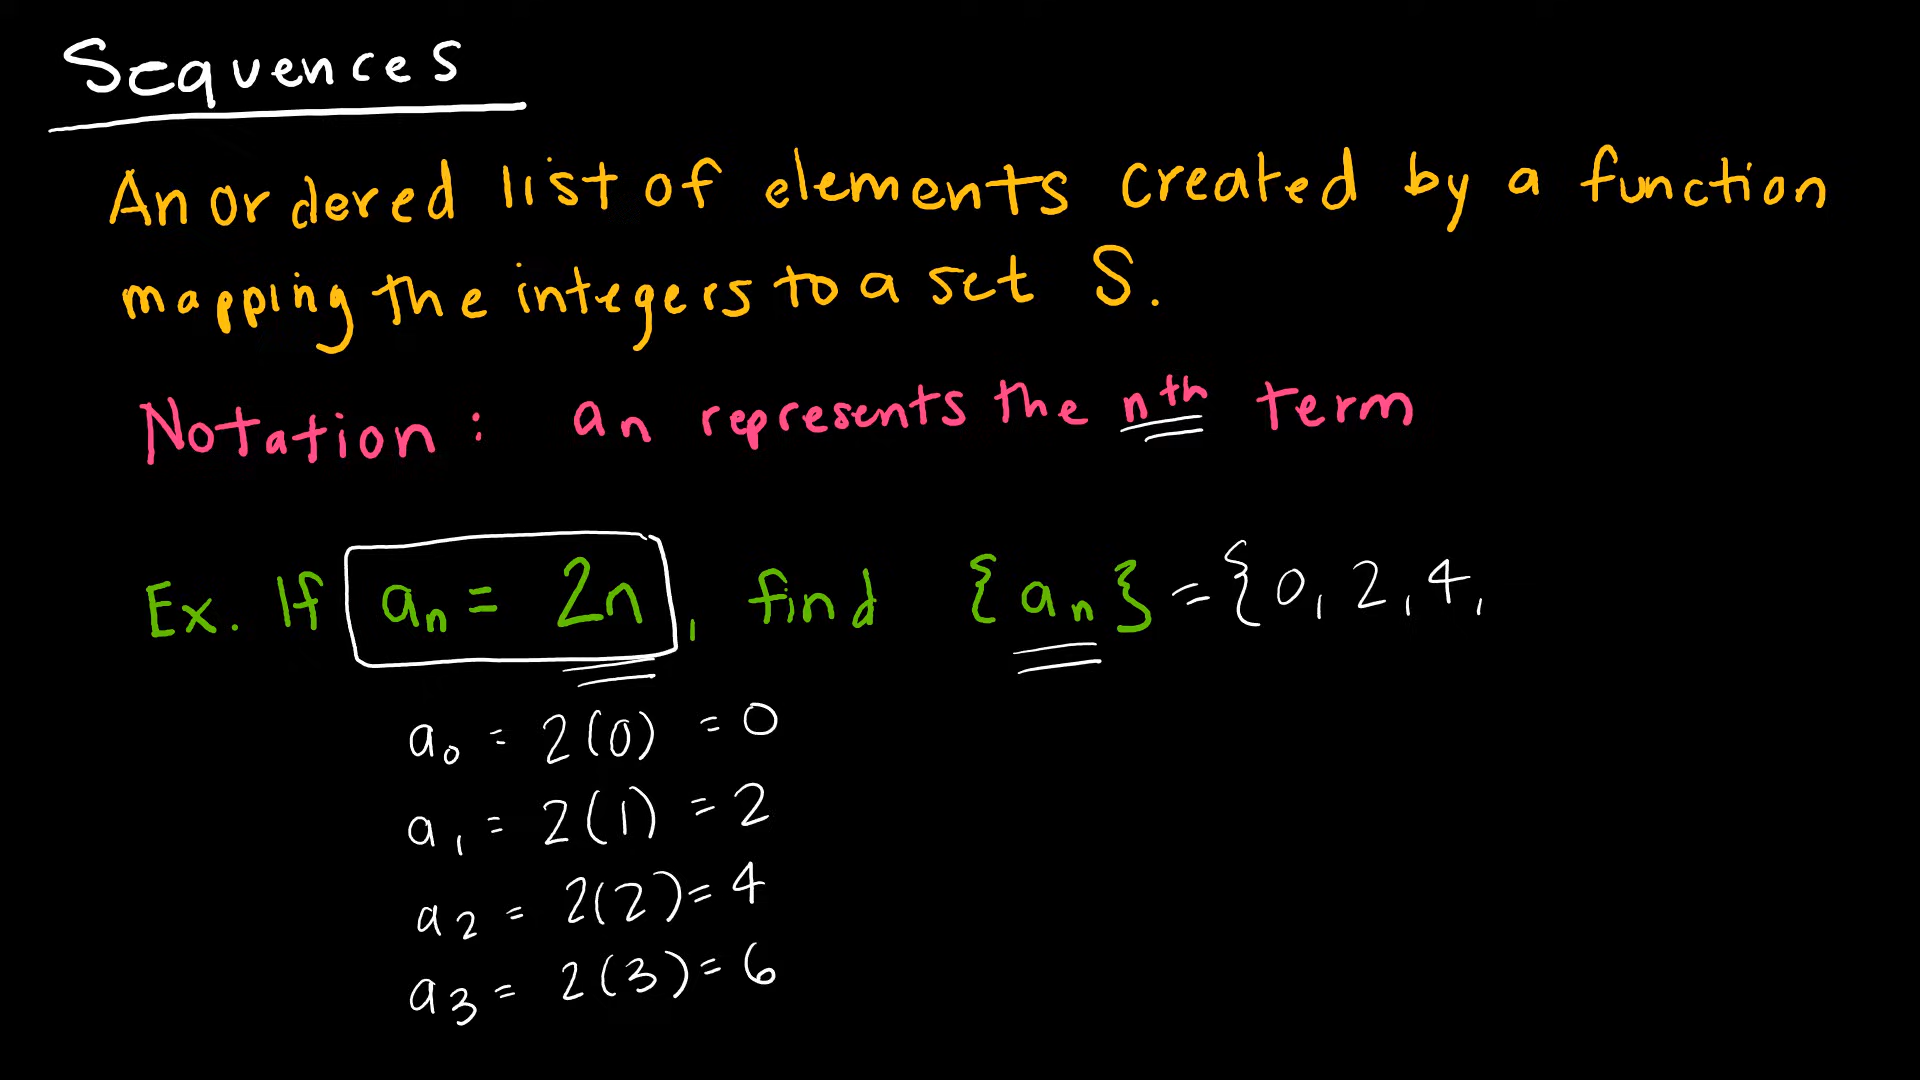 Sequences
An ordered list of elements created by a function
mapping the integers to a set S.
Notation: an represents the nth term
Ex. If an = 2n, find {an} = {0, 2, 4,
a0 = 2(0) = 0
a1 = 2(1) = 2
a2 = 2(2) = 4
a3 = 2(3) = 6